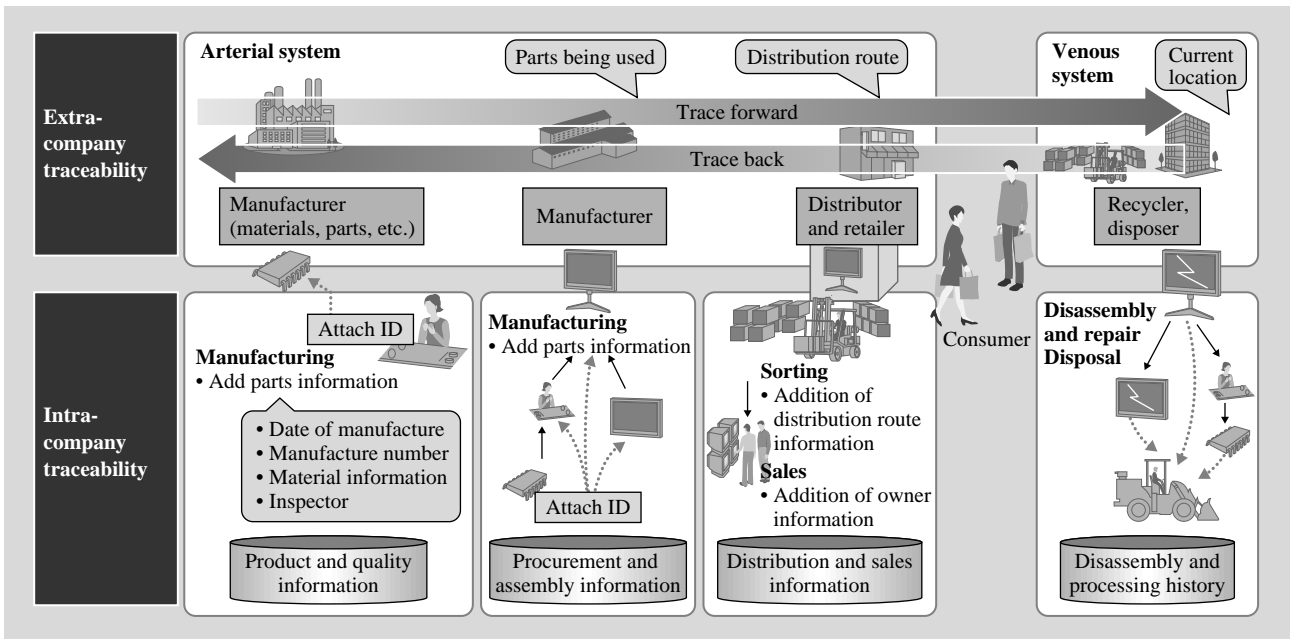 Extra-
company
traceability
Arterial system
Parts being used
Distribution route
Venous
system
Current
location
Trace forward
Trace back
Manufacturer
(materials, parts, etc.)
Manufacturer
Distributor
and retailer
Recycler,
disposer
Consumer
Intra-
company
traceability
Attach ID
Manufacturing
• Add parts information
• Date of manufacture
• Manufacture number
• Material information
• Inspector
Product and quality
information
Manufacturing
• Add parts information
Attach ID
Procurement and
assembly information
Sorting
• Addition of
distribution route
information
Sales
• Addition of owner
information
Distribution and sales
information
Disassembly
and repair
Disposal
Disassembly and
processing history